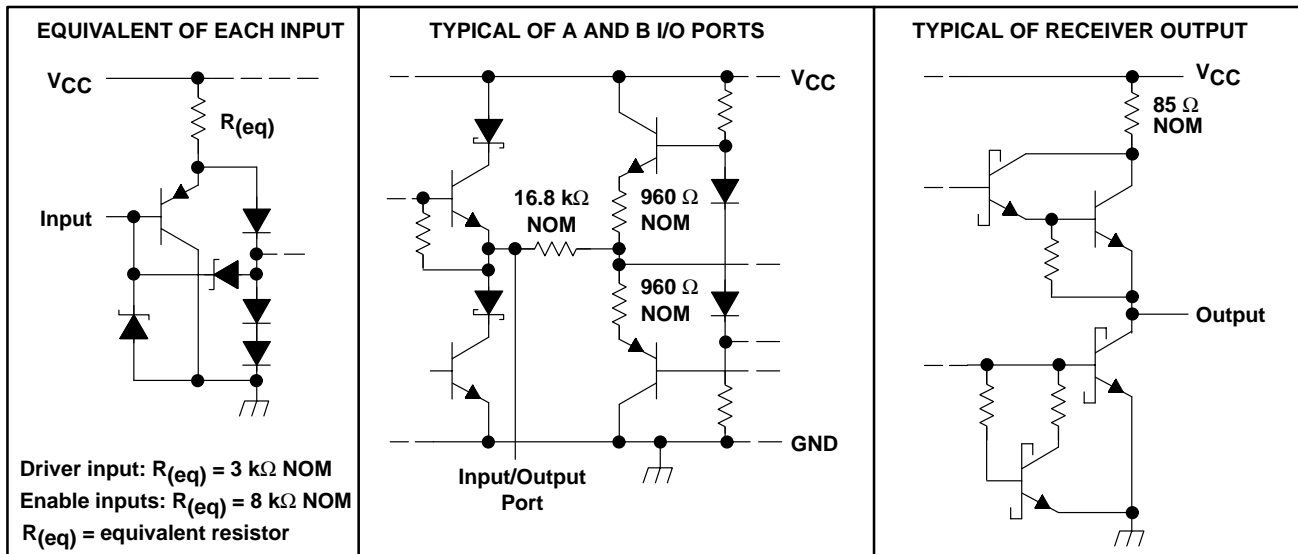 EQUIVALENT OF EACH INPUT
VCC
R(eq)
Input
Driver input: R(eq) = 3 kΩ NOM
Enable inputs: R(eq) = 8 kΩ NOM
R(eq) = equivalent resistor
TYPICAL OF A AND B I/O PORTS
VCC
16.8 kΩ
NOM
960 Ω
NOM
960 Ω
NOM
GND
Input/Output
Port
TYPICAL OF RECEIVER OUTPUT
VCC
85 Ω
NOM
Output